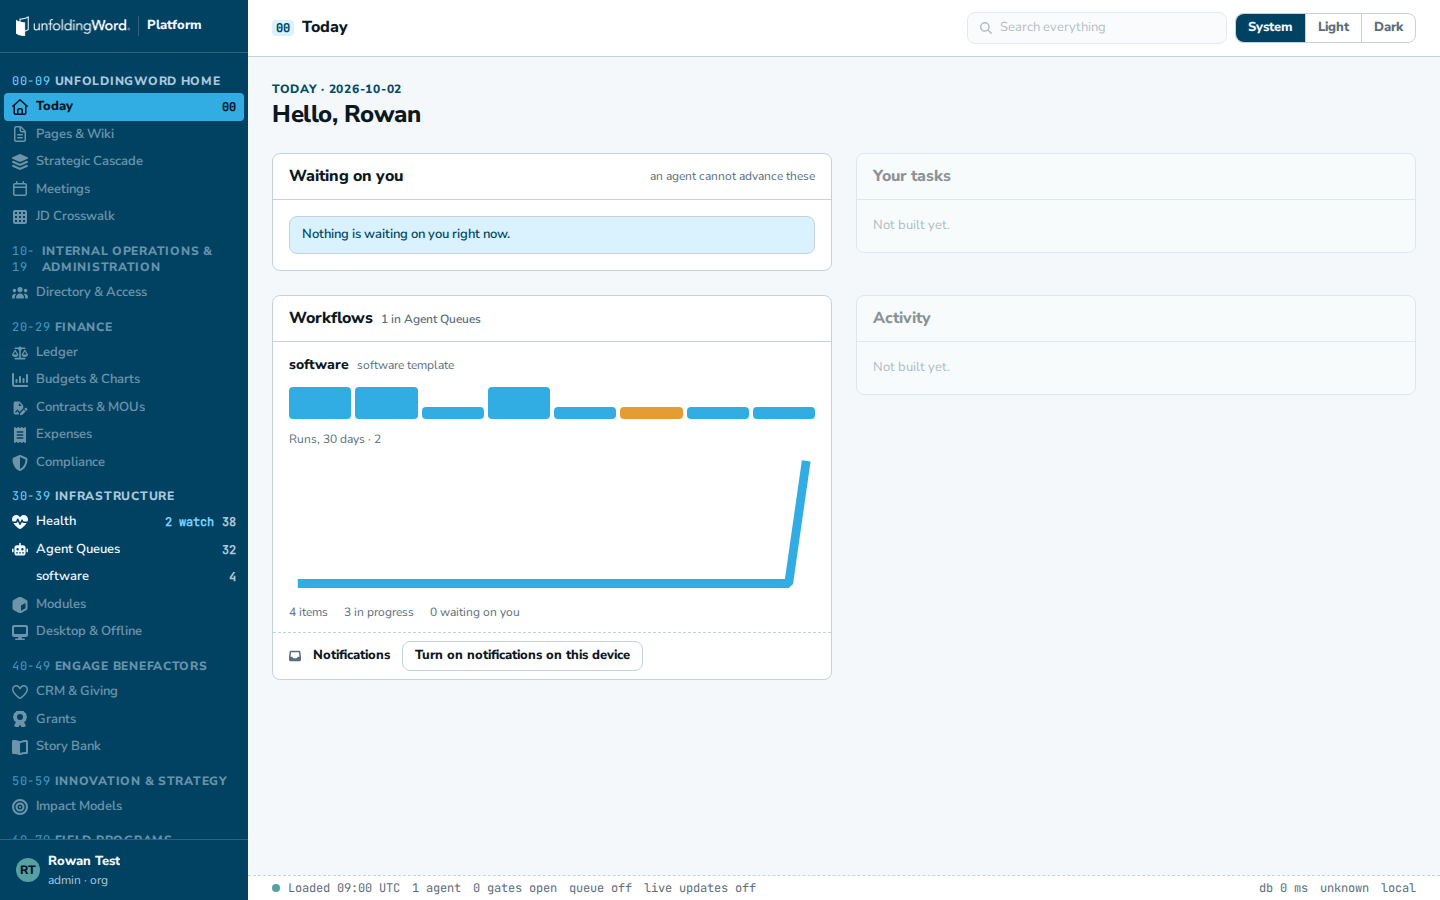 unfoldingWord
Platform
00-09 UNFOLDINGWORD HOME
Today 00
Pages & Wiki
Strategic Cascade
Meetings
JD Crosswalk
10-19 INTERNAL OPERATIONS &
ADMINISTRATION
Directory & Access
20-29 FINANCE
Ledger
Budgets & Charts
Contracts & MOUs
Expenses
Compliance
30-39 INFRASTRUCTURE
Health 2 watch 38
Agent Queues 32
software 4
Modules
Desktop & Offline
40-49 ENGAGE BENEFACTORS
CRM & Giving
Grants
Story Bank
50-59 INNOVATION & STRATEGY
Impact Models
RT
Rowan Test
admin · org
00 Today
Search everything
System Light Dark
TODAY · 2026-10-02
Hello, Rowan
Waiting on you an agent cannot advance these
Nothing is waiting on you right now.
Your tasks
Not built yet.
Workflows 1 in Agent Queues
software software template
Runs, 30 days · 2
4 items 3 in progress 0 waiting on you
Notifications Turn on notifications on this device
Activity
Not built yet.
Loaded 09:00 UTC 1 agent 0 gates open queue off live updates off
db 0 ms unknown local